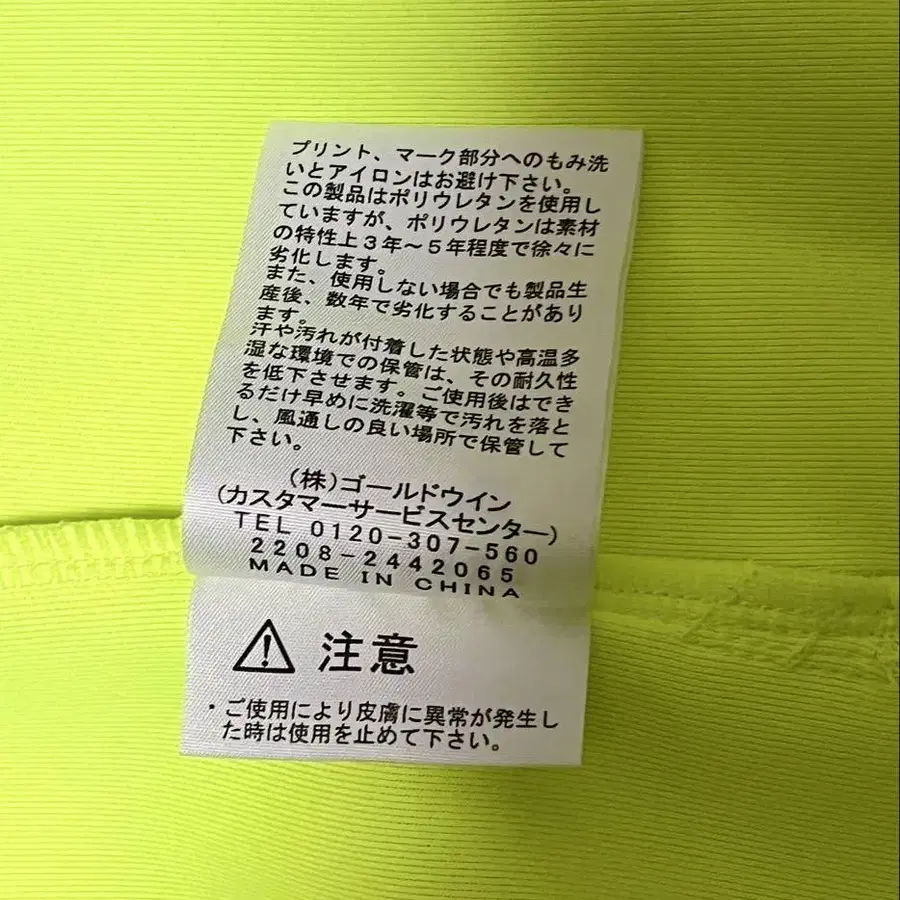 プリント、マーク部分へのもみ洗
いとアイロンはお避け下さい。
この製品はポリウレタンを使用し
ていますが、ポリウレタンは素材
の特性上3年〜5年程度で徐々に
劣化します。
また、使用しない場合でも製品生
産後、数年で劣化することがあり
ます。
汗や汚れが付着した状態や高温多
湿な環境での保管は、その耐久性
を低下させます。ご使用後はでき
るだけ早めに洗濯等で汚れを落と
し、風通しの良い場所で保管して
下さい。
(株)ゴールドウイン
(カスタマーサービスセンター)
TEL 0120-307-560
2208-2442065
MADE IN CHINA
注意
・ご使用により皮膚に異常が発生し
た時は使用を止めて下さい。